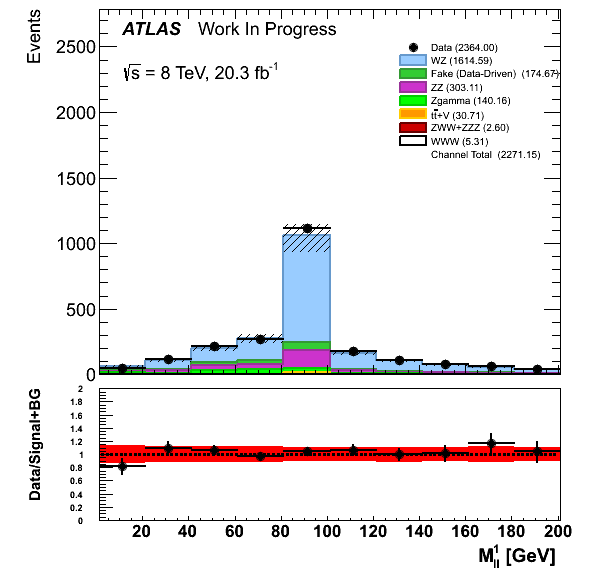 Events
2500
2000
1500
1000
500
0
ATLAS Work In Progress
√s = 8 TeV, 20.3 fb⁻¹
Data (2364.00)
WZ (1614.59)
Fake (Data-Driven) (174.67)
ZZ (303.11)
Zgamma (140.16)
tt̄+V (30.71)
ZWW+ZZZ (2.60)
WWW (5.31)
Channel Total (2271.15)
Data/Signal+BG
2
1.8
1.6
1.4
1.2
1
0.8
0.6
0.4
0.2
0
20 40 60 80 100 120 140 160 180 200
M¹ll [GeV]